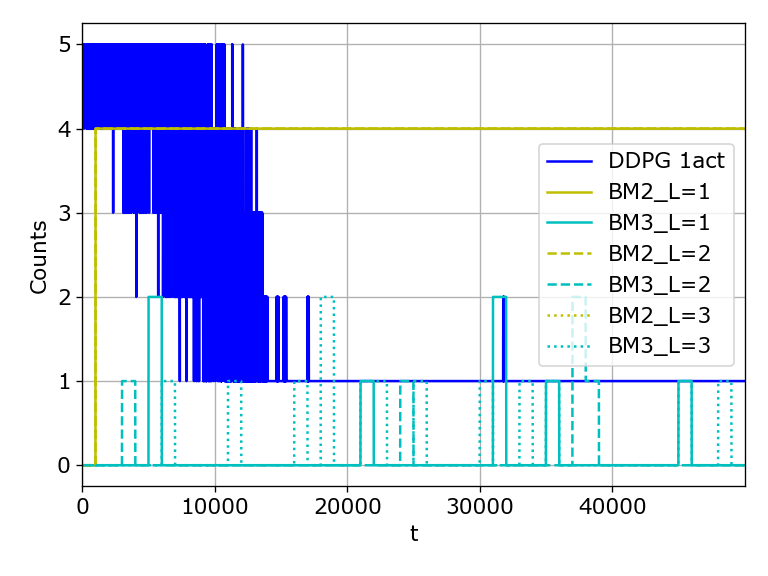 5
4
3
2
1
0
Counts
DDPG 1act
BM2_L=1
BM3_L=1
BM2_L=2
BM3_L=2
BM2_L=3
BM3_L=3
0 10000 20000 30000 40000
t